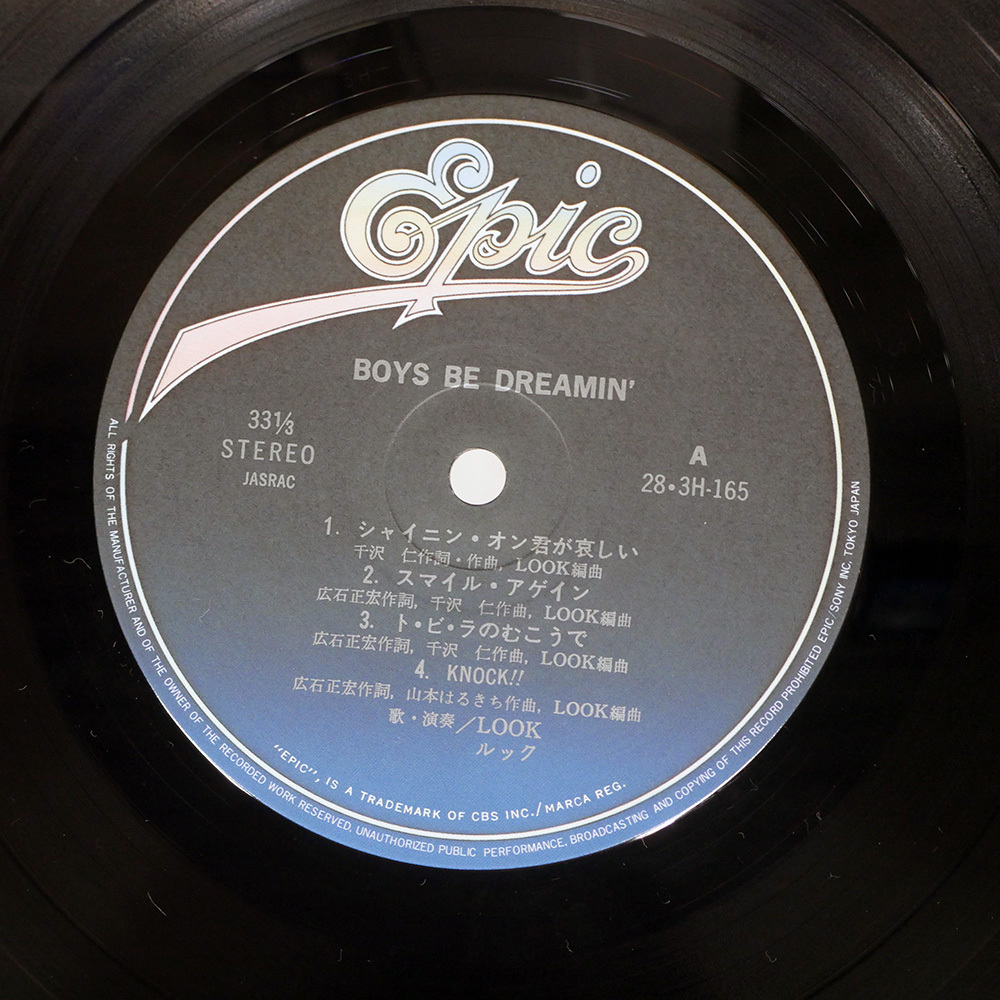 Epic
BOYS BE DREAMIN'
33⅓
STEREO
JASRAC
A
28・3H-165
1. シャイニン・オン君が哀しい
千沢 仁作詞・作曲, LOOK編曲
2. スマイル・アゲイン
広石正宏作詞, 千沢 仁作曲, LOOK編曲
3. ト・ビ・ラのむこうで
広石正宏作詞, 千沢 仁作曲, LOOK編曲
4. KNOCK!!
広石正宏作詞, 山本はるきち作曲, LOOK編曲
歌・演奏/LOOK
ルック
"EPIC", IS A TRADEMARK OF CBS INC./MARCA REG.
ALL RIGHTS OF THE MANUFACTURER AND OF THE OWNER OF THE RECORDED WORK RESERVED, UNAUTHORIZED PUBLIC PERFORMANCE, BROADCASTING AND COPYING OF THIS RECORD PROHIBITED EPIC/SONY INC. TOKYO JAPAN